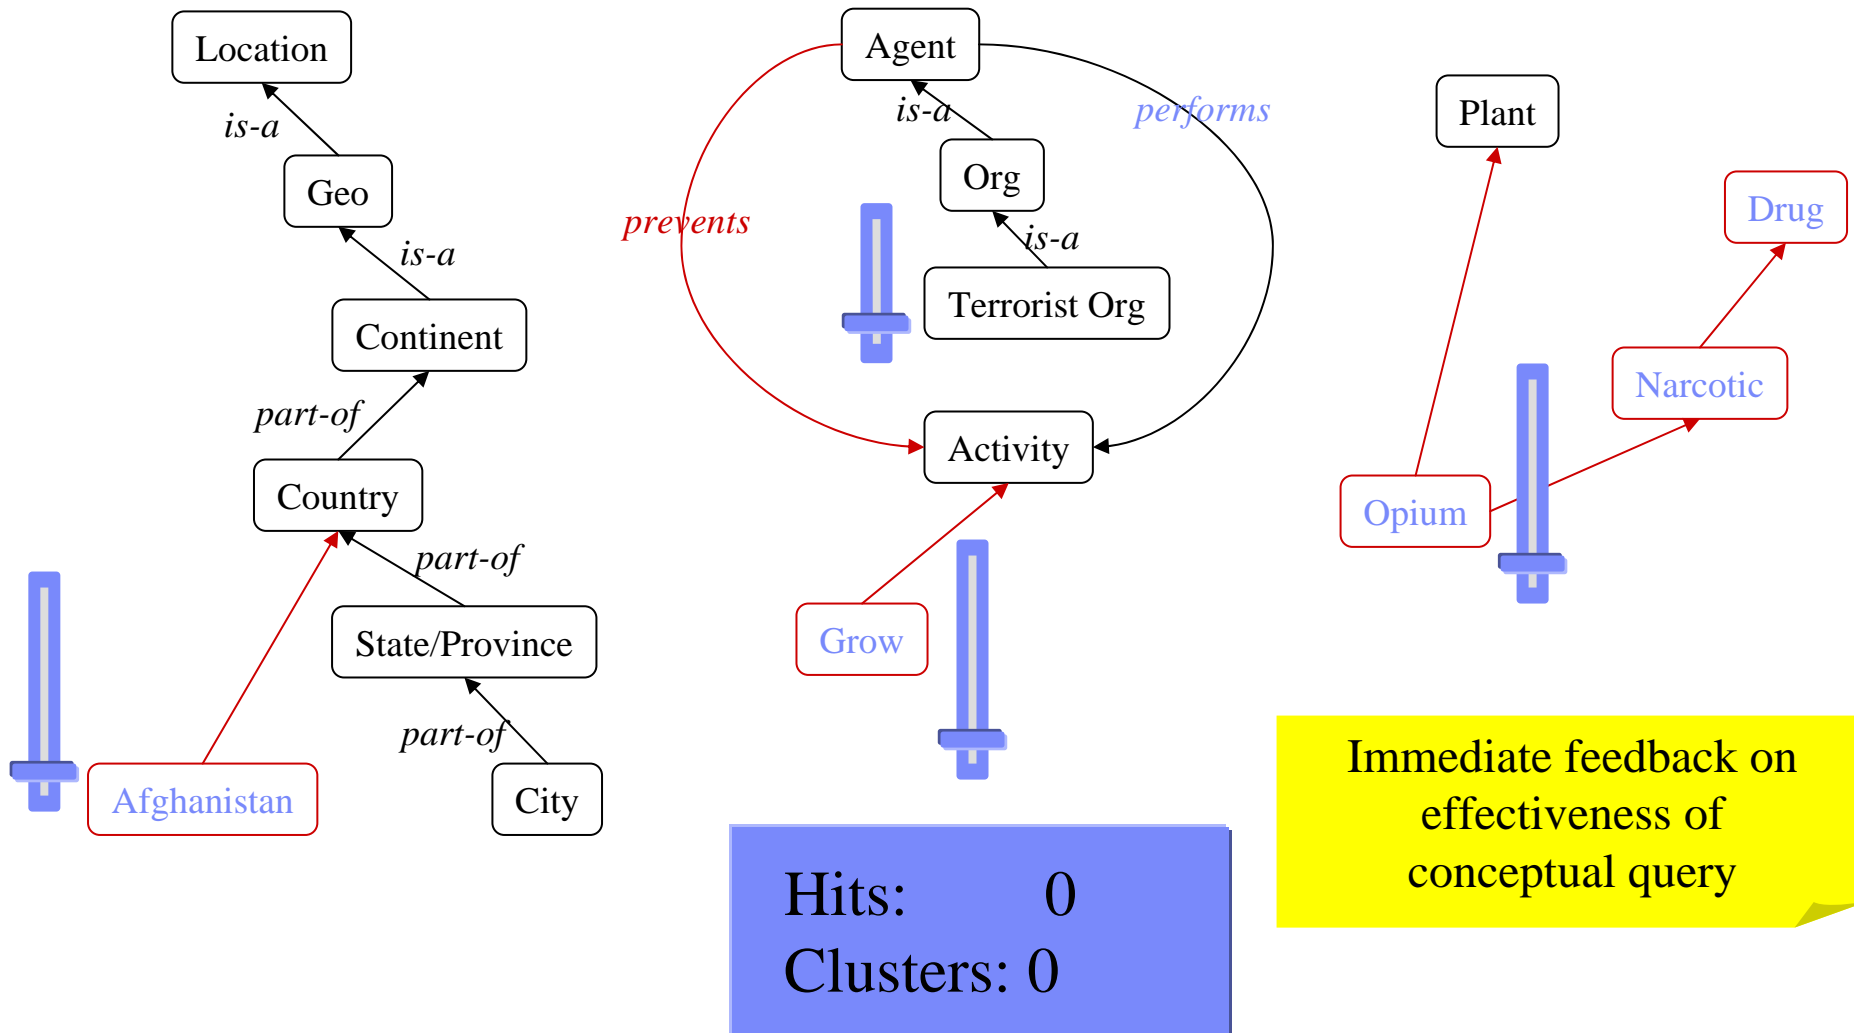 Location
is-a
Geo
is-a
Continent
part-of
Country
part-of
State/Province
part-of
Afghanistan
City
Agent
is-a
performs
Org
prevents
is-a
Terrorist Org
Activity
Grow
Plant
Drug
Narcotic
Opium
Hits: 0
Clusters: 0
Immediate feedback on
effectiveness of
conceptual query